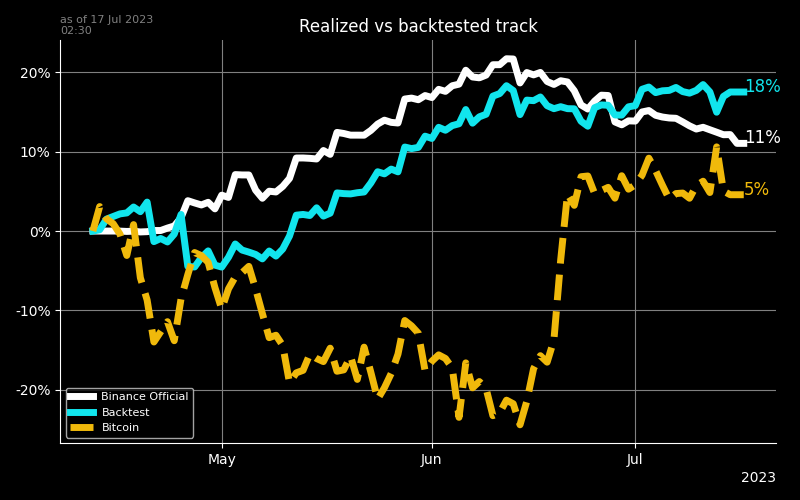 as of 17 Jul 2023
02:30
Realized vs backtested track
20%
10%
0%
-10%
-20%
18%
11%
5%
Binance Official
Backtest
Bitcoin
May
Jun
Jul
2023